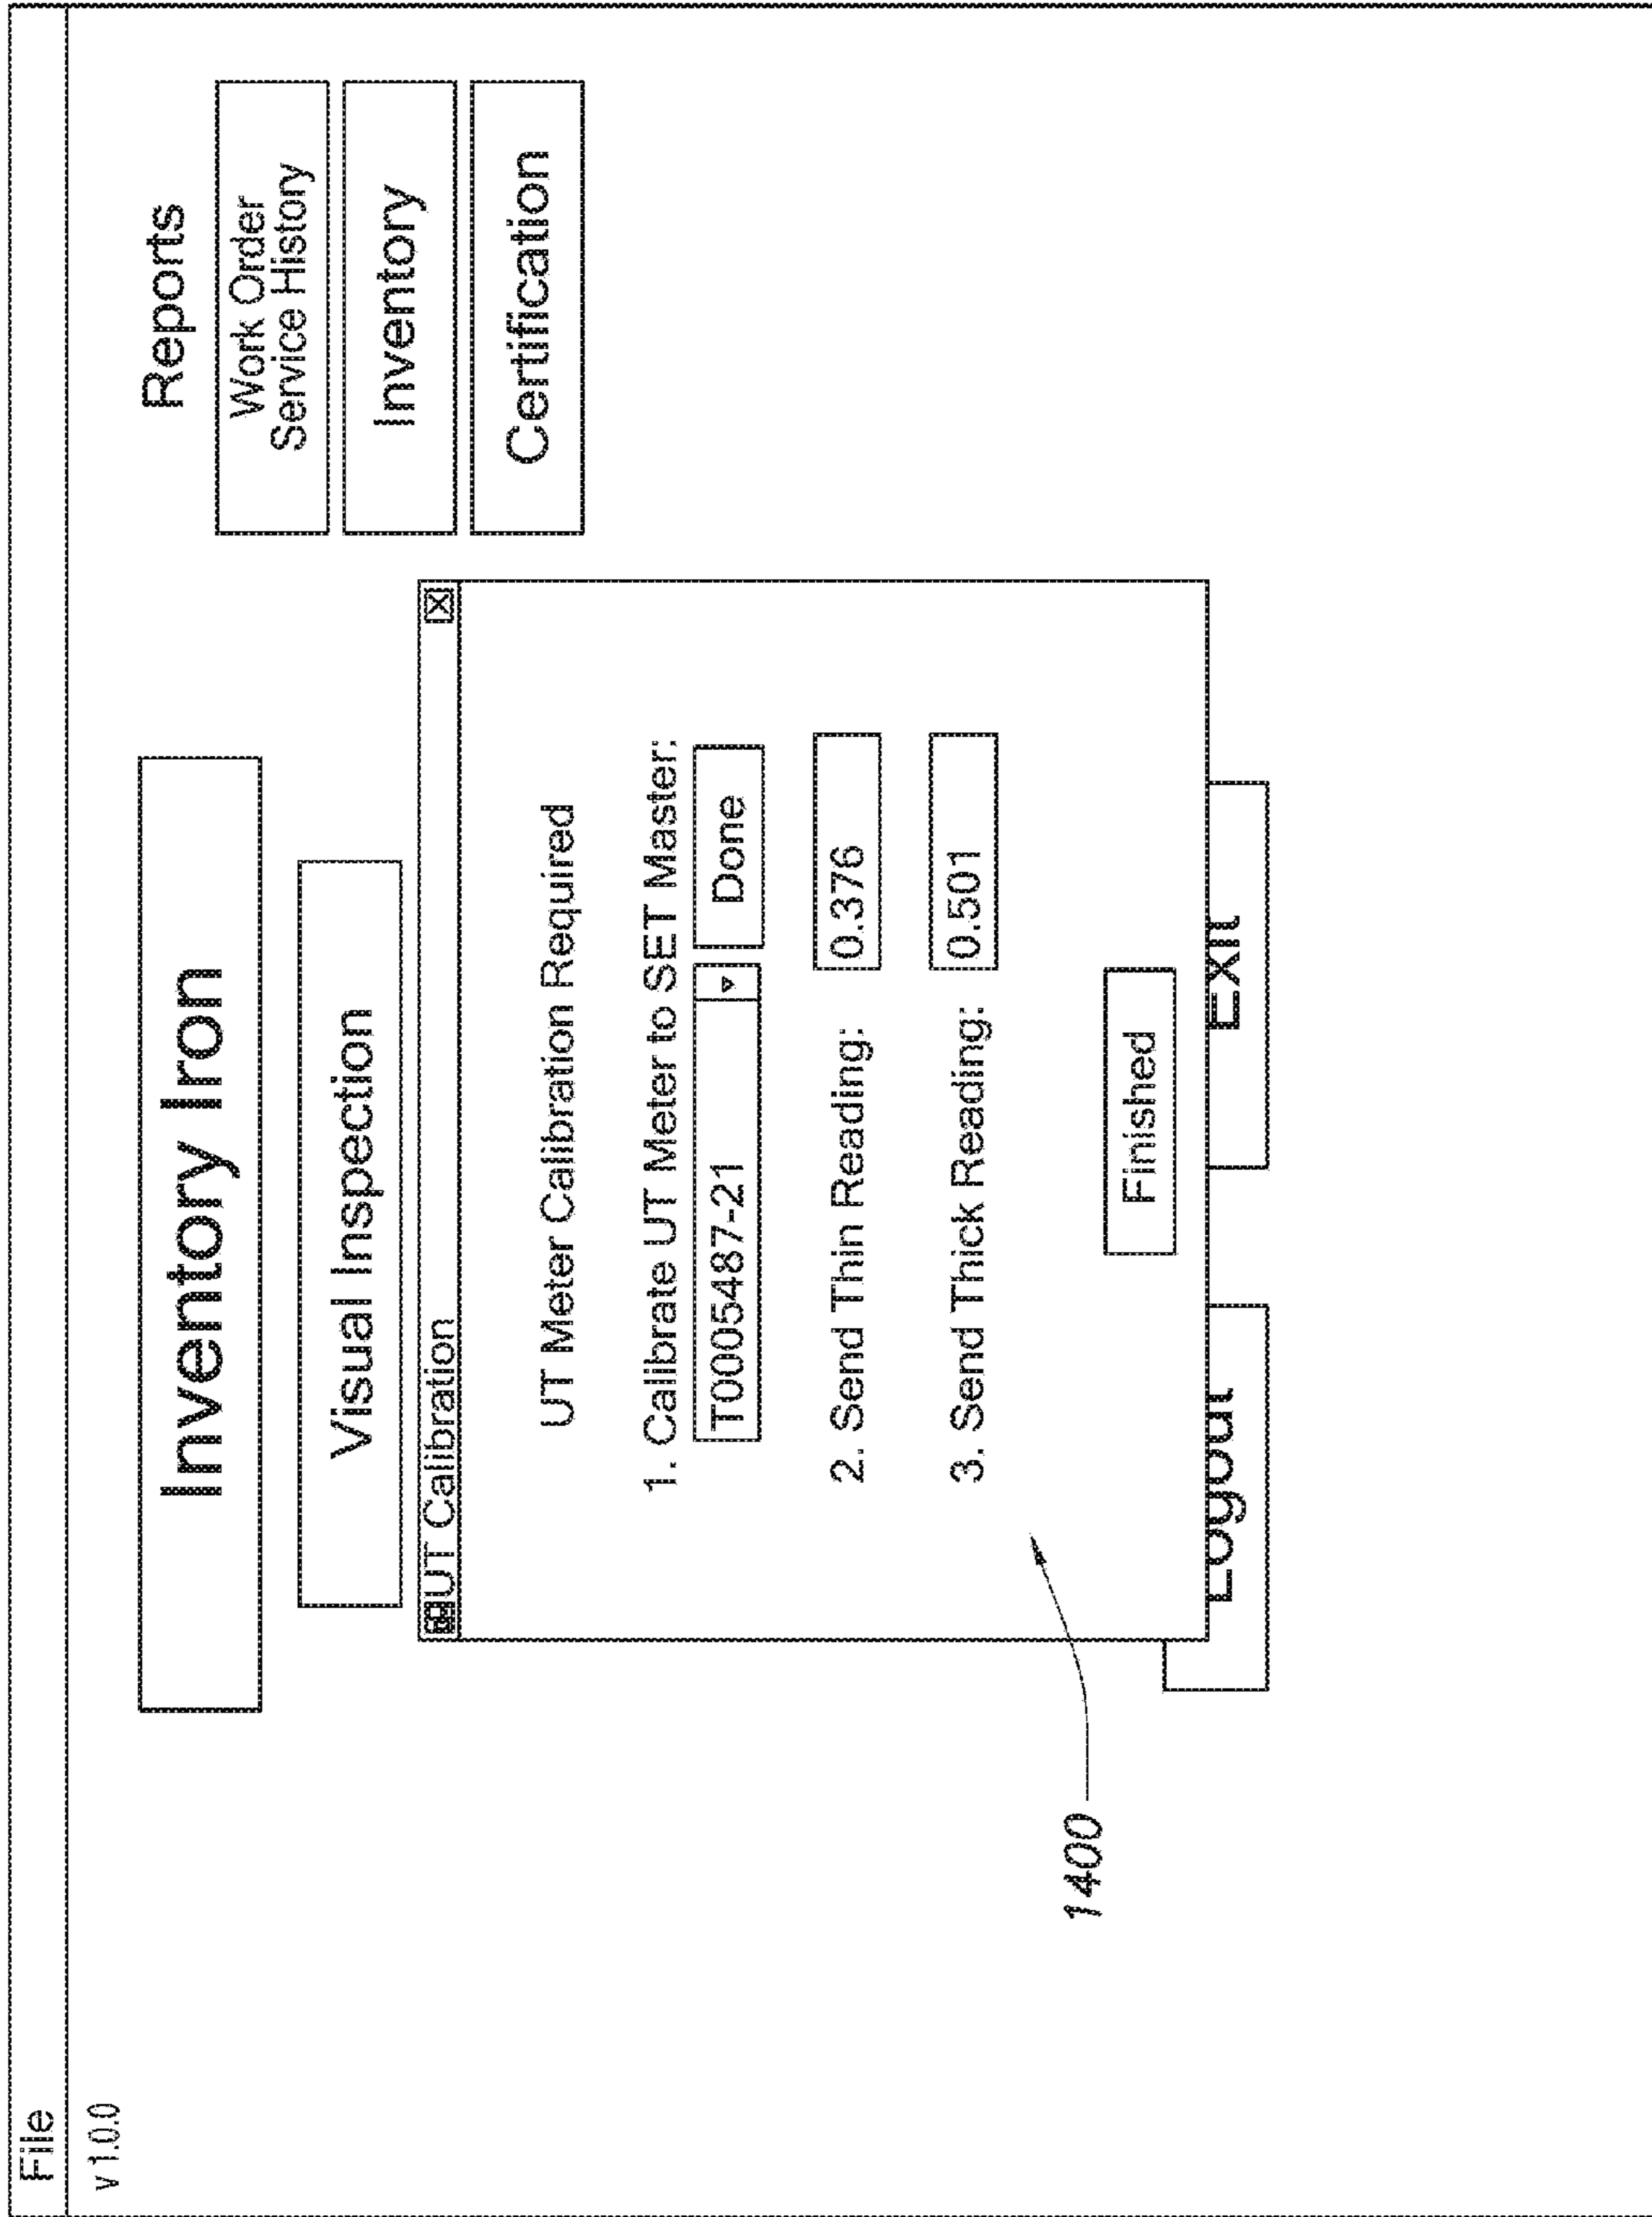 File
v 1.0.0
Inventory Iron
Visual Inspection
Reports
Work Order
Service History
Inventory
Certification
UT Calibration
UT Meter Calibration Required
1. Calibrate UT Meter to SET Master:
T0005487-21
Done
2. Send Thin Reading: 0.376
3. Send Thick Reading: 0.501
Finished
Logout
Exit
1400